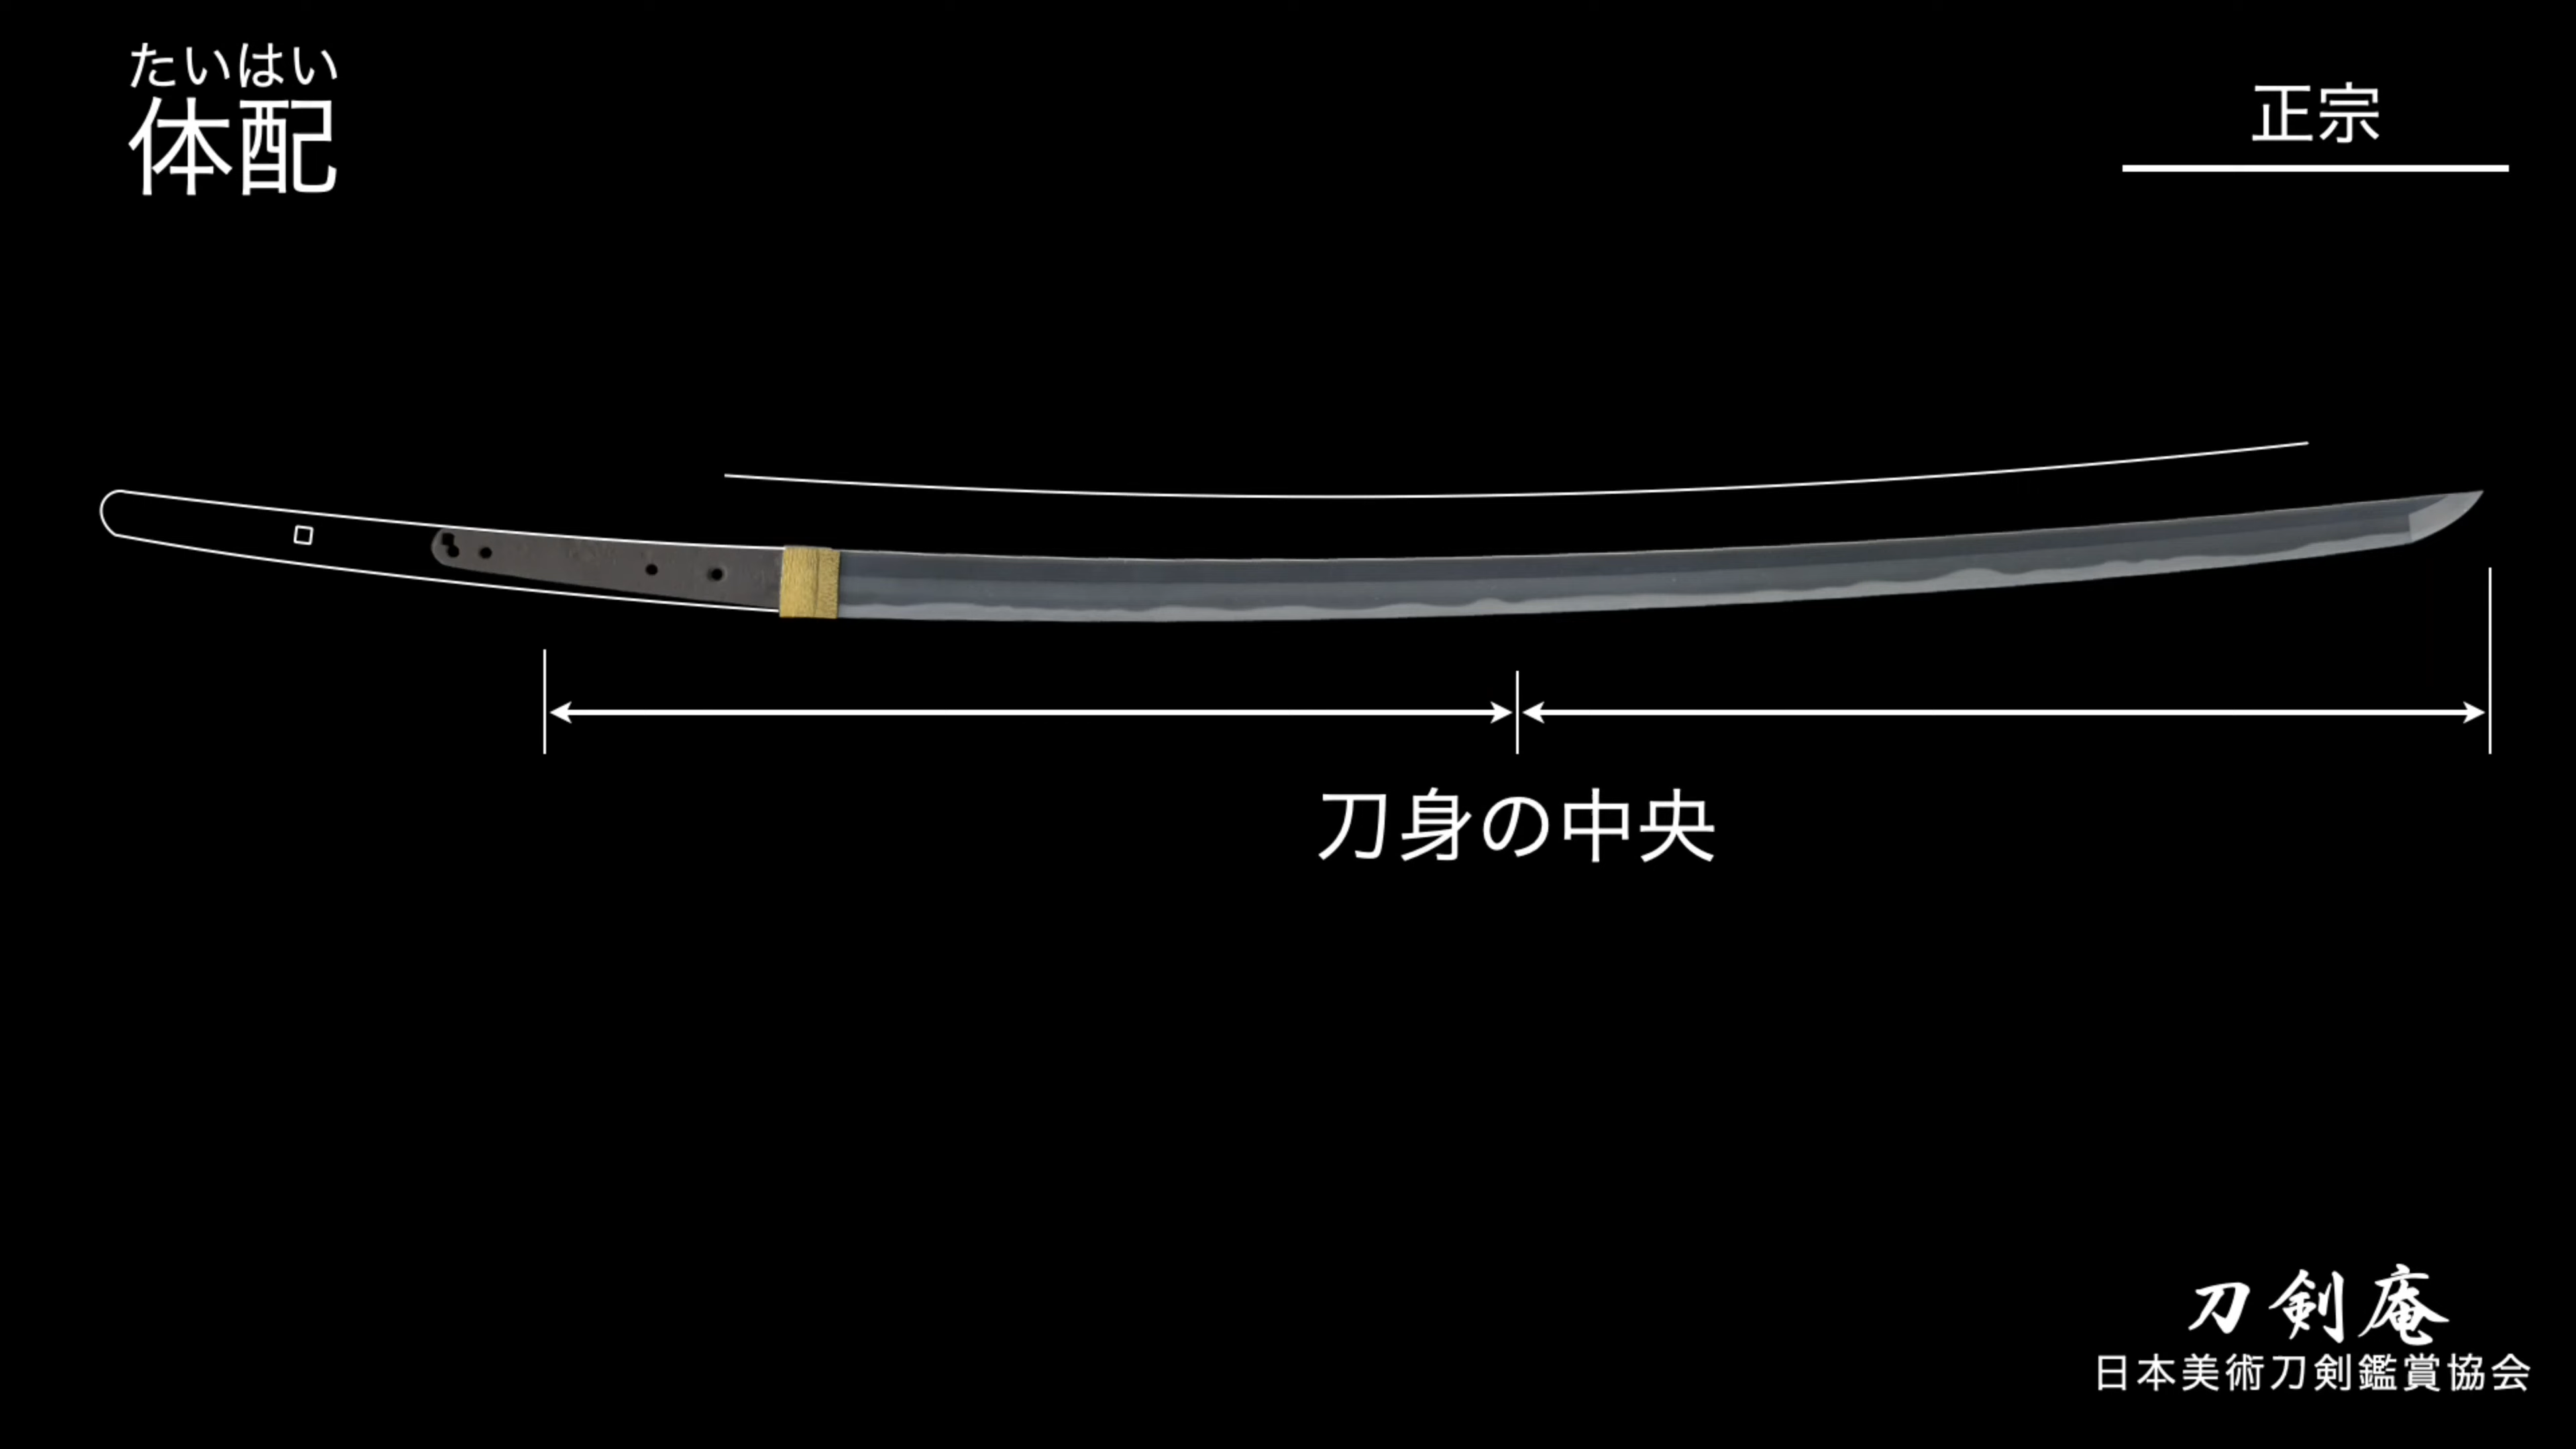 たいはい
体配
正宗
刀身の中央
刀剣庵
日本美術刀剣鑑賞協会